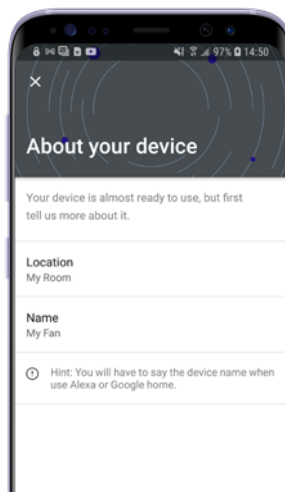 97% 14:50
About your device
Your device is almost ready to use, but first
tell us more about it.
Location
My Room
Name
My Fan
Hint: You will have to say the device name when
use Alexa or Google home.